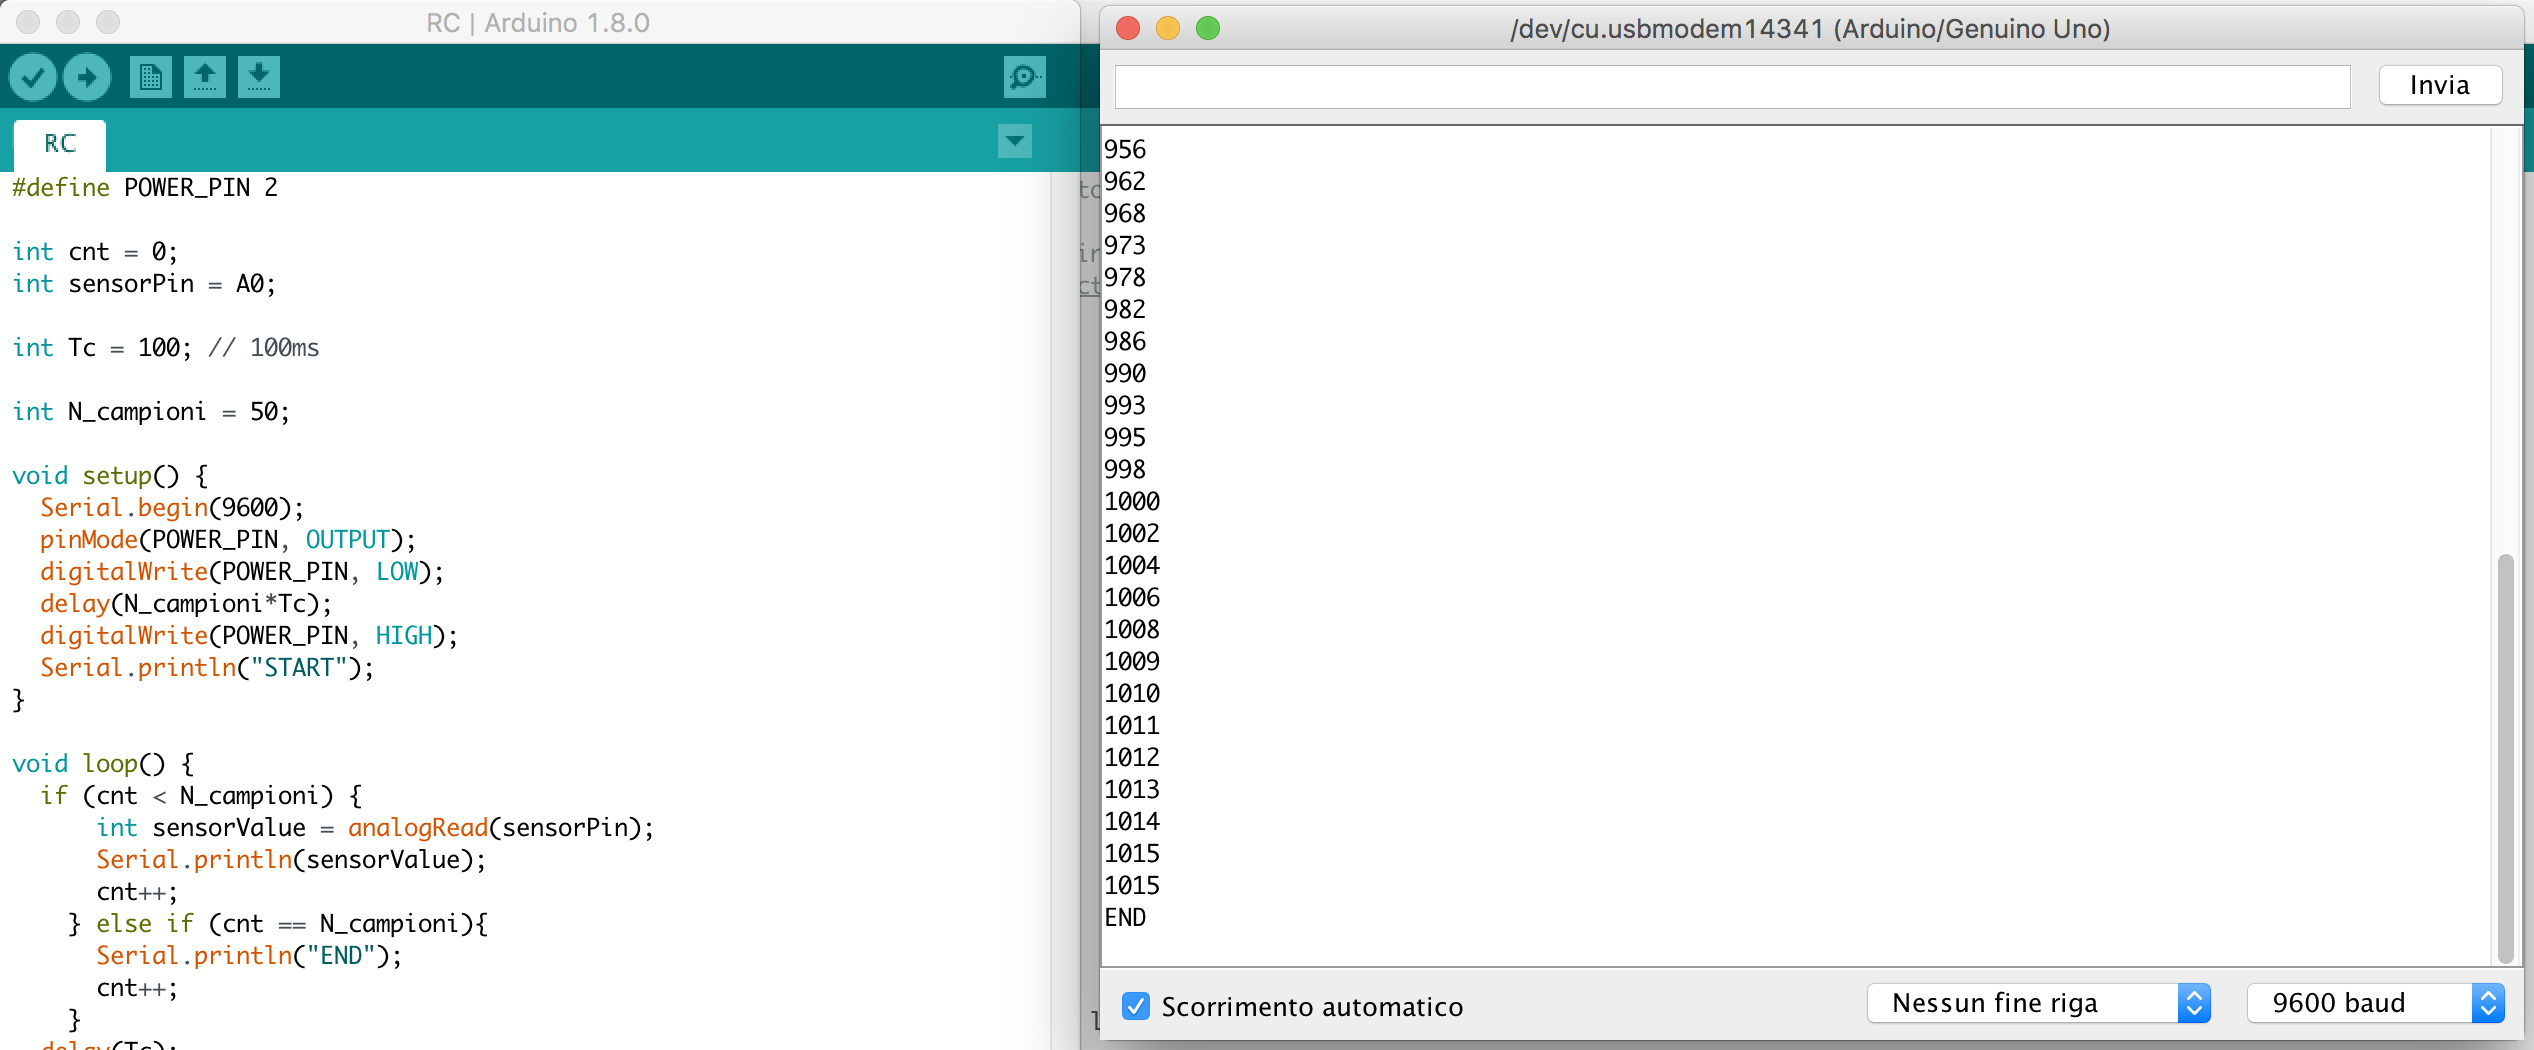 RC | Arduino 1.8.0
RC
#define POWER_PIN 2
int cnt = 0;
int sensorPin = A0;
int Tc = 100; // 100ms
int N_campioni = 50;
void setup() {
Serial.begin(9600);
pinMode(POWER_PIN, OUTPUT);
digitalWrite(POWER_PIN, LOW);
delay(N_campioni*Tc);
digitalWrite(POWER_PIN, HIGH);
Serial.println("START");
}
void loop() {
if (cnt < N_campioni) {
int sensorValue = analogRead(sensorPin);
Serial.println(sensorValue);
cnt++;
} else if (cnt == N_campioni){
Serial.println("END");
cnt++;
}
delay(Tc);
/dev/cu.usbmodem14341 (Arduino/Genuino Uno)
Invia
956
962
968
973
978
982
986
990
993
995
998
1000
1002
1004
1006
1008
1009
1010
1011
1012
1013
1014
1015
1015
END
Scorrimento automatico
Nessun fine riga
9600 baud